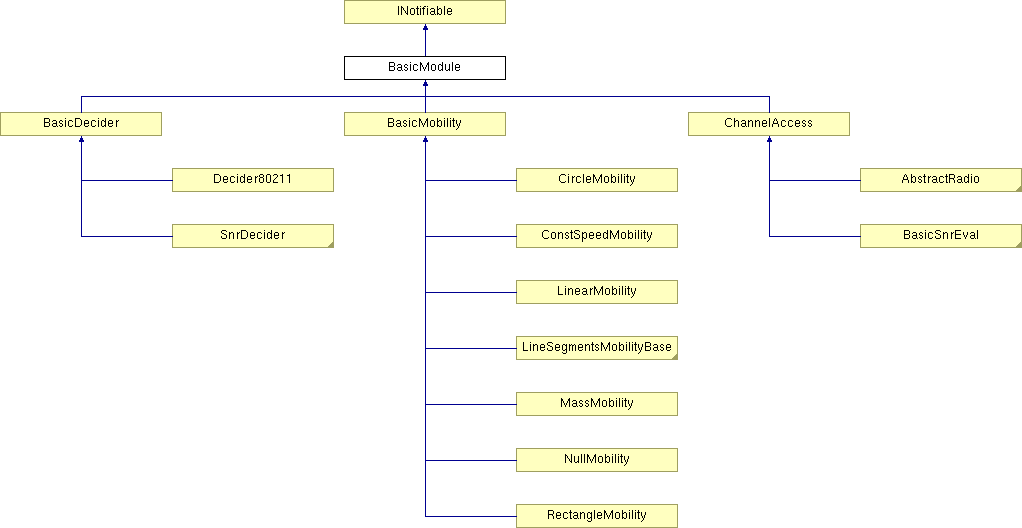 INotifiable
BasicModule
BasicDecider
BasicMobility
ChannelAccess
Decider80211
CircleMobility
AbstractRadio
SnrDecider
ConstSpeedMobility
BasicSnrEval
LinearMobility
LineSegmentsMobilityBase
MassMobility
NullMobility
RectangleMobility